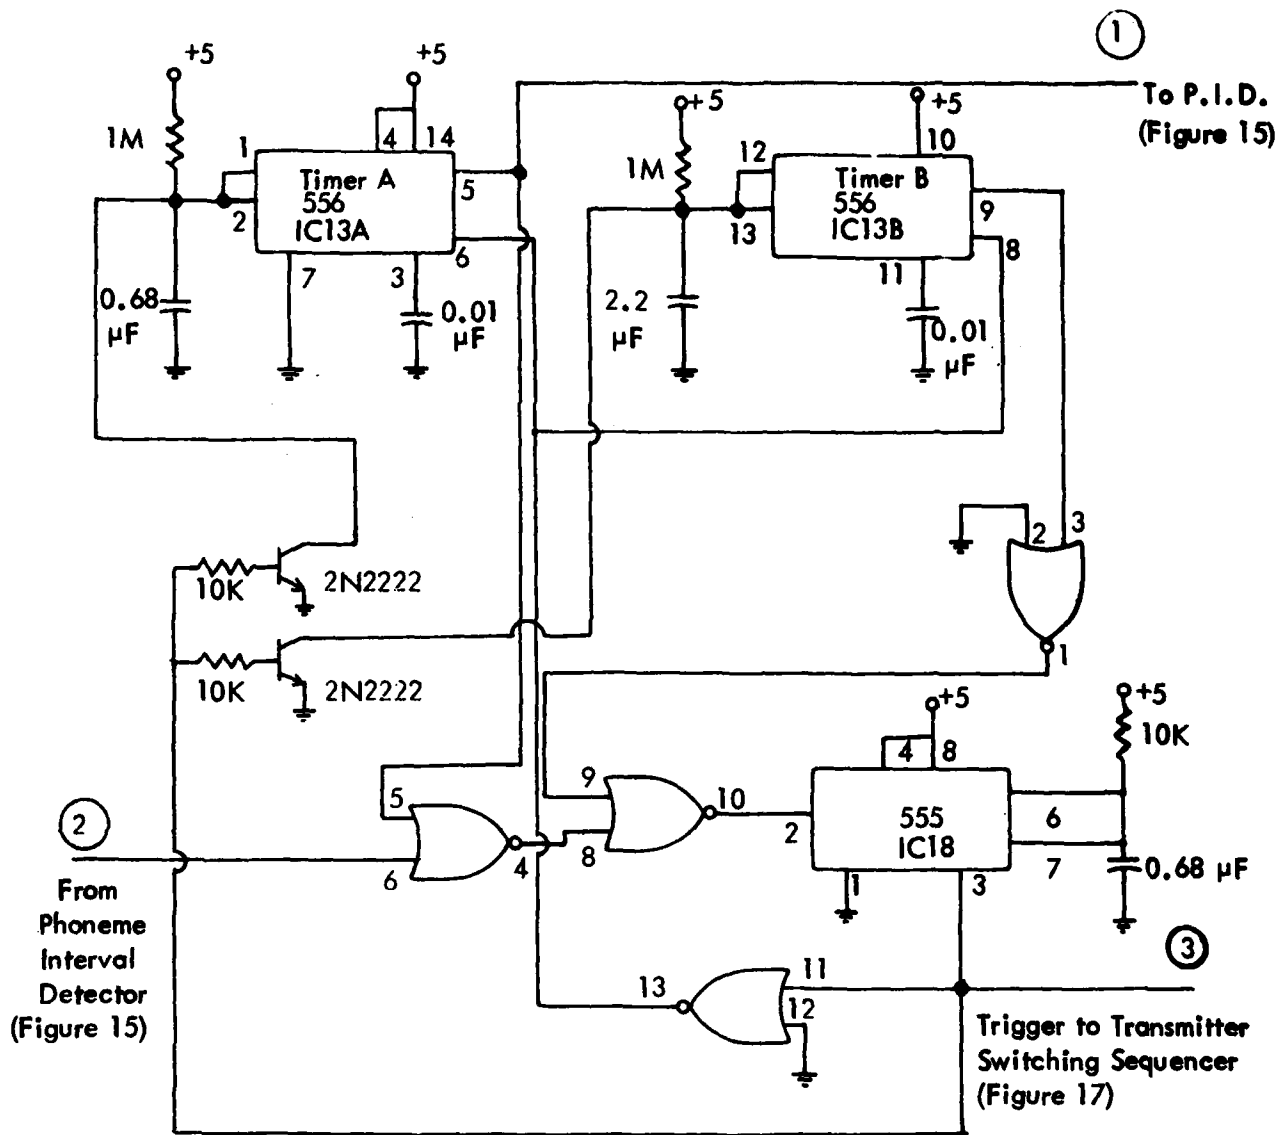 1
To P.I.D.
(Figure 15)
+5
1M
+5
4 14
1
2
Timer A
556
IC13A
5
6
7
3
0.68
µF
0.01
µF
+5
1M
+5
10
12
13
Timer B
556
IC13B
9
8
11
2.2
µF
0.01
µF
2 3
1
10K
2N2222
10K
2N2222
5
6
4
9
8
10
+5
4 8
2
555
IC18
6
7
1
3
+5
10K
0.68 µF
2
From
Phoneme
Interval
Detector
(Figure 15)
13
11
12
3
Trigger to Transmitter
Switching Sequencer
(Figure 17)